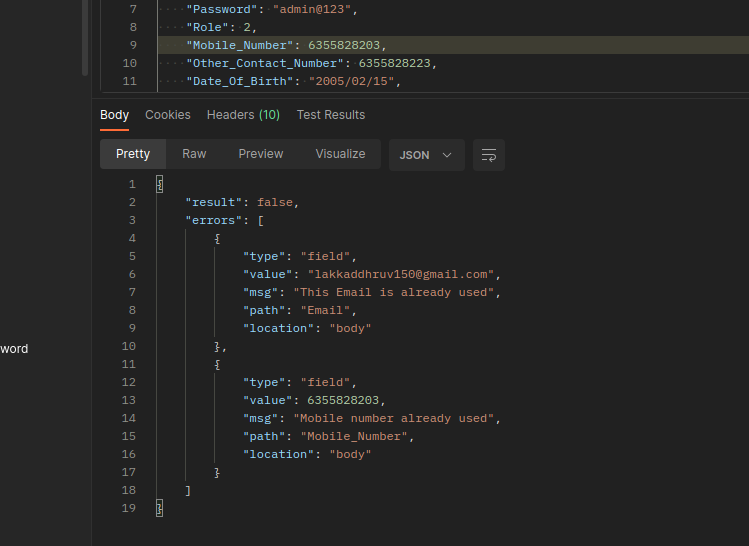 7 "Password": "admin@123",
8 "Role": 2,
9 "Mobile_Number": 6355828203,
10 "Other_Contact_Number": 6355828223,
11 "Date_Of_Birth": "2005/02/15",
Body Cookies Headers (10) Test Results
Pretty Raw Preview Visualize JSON
1 {
2 "result": false,
3 "errors": [
4 {
5 "type": "field",
6 "value": "lakkaddhruv150@gmail.com",
7 "msg": "This Email is already used",
8 "path": "Email",
9 "location": "body"
10 },
11 {
12 "type": "field",
13 "value": 6355828203,
14 "msg": "Mobile number already used",
15 "path": "Mobile_Number",
16 "location": "body"
17 }
18 ]
19 }
word